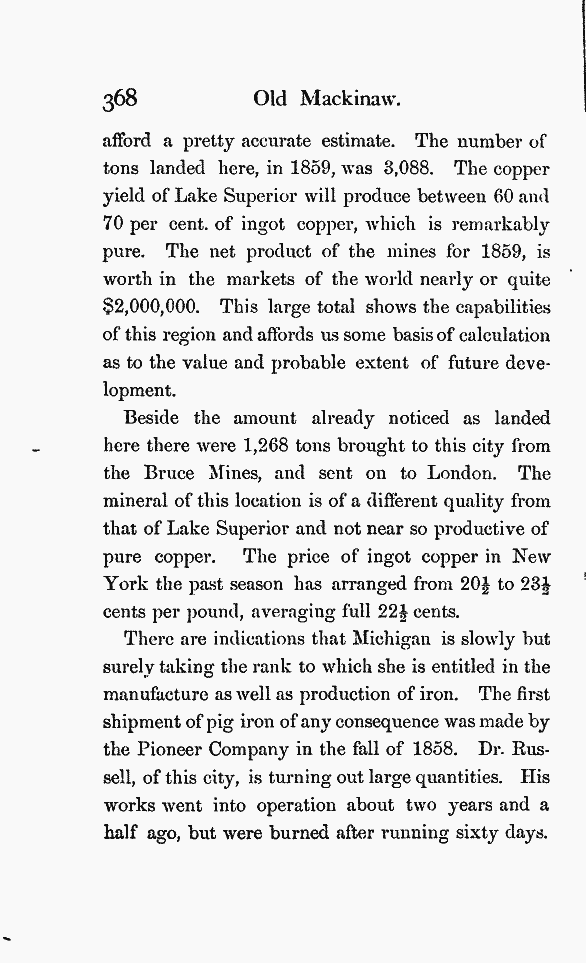 368 Old Mackinaw.
afford a pretty accurate estimate. The number of
tons landed here, in 1859, was 3,088. The copper
yield of Lake Superior will produce between 60 and
70 per cent. of ingot copper, which is remarkably
pure. The net product of the mines for 1859, is
worth in the markets of the world nearly or quite
$2,000,000. This large total shows the capabilities
of this region and affords us some basis of calculation
as to the value and probable extent of future deve-
lopment.
Beside the amount already noticed as landed
here there were 1,268 tons brought to this city from
the Bruce Mines, and sent on to London. The
mineral of this location is of a different quality from
that of Lake Superior and not near so productive of
pure copper. The price of ingot copper in New
York the past season has arranged from 20½ to 23½
cents per pound, averaging full 22½ cents.
There are indications that Michigan is slowly but
surely taking the rank to which she is entitled in the
manufacture as well as production of iron. The first
shipment of pig iron of any consequence was made by
the Pioneer Company in the fall of 1858. Dr. Rus-
sell, of this city, is turning out large quantities. His
works went into operation about two years and a
half ago, but were burned after running sixty days.